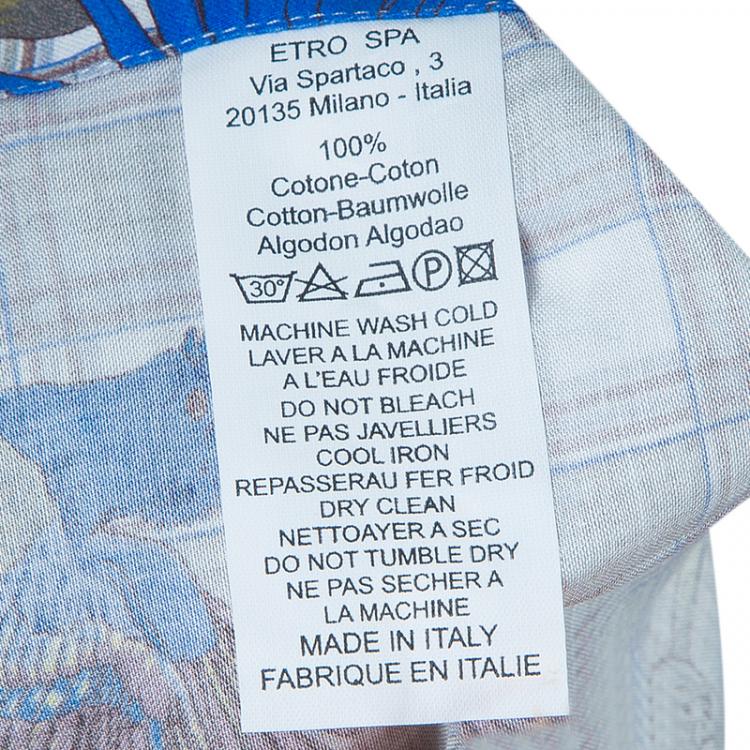 ETRO SPA
Via Spartaco , 3
20135 Milano - Italia
100%
Cotone-Coton
Cotton-Baumwolle
Algodon Algodao
30° P
MACHINE WASH COLD
LAVER A LA MACHINE
A L'EAU FROIDE
DO NOT BLEACH
NE PAS JAVELLIERS
COOL IRON
REPASSERAU FER FROID
DRY CLEAN
NETTOYER A SEC
DO NOT TUMBLE DRY
NE PAS SECHER A
LA MACHINE
MADE IN ITALY
FABRIQUE EN ITALIE